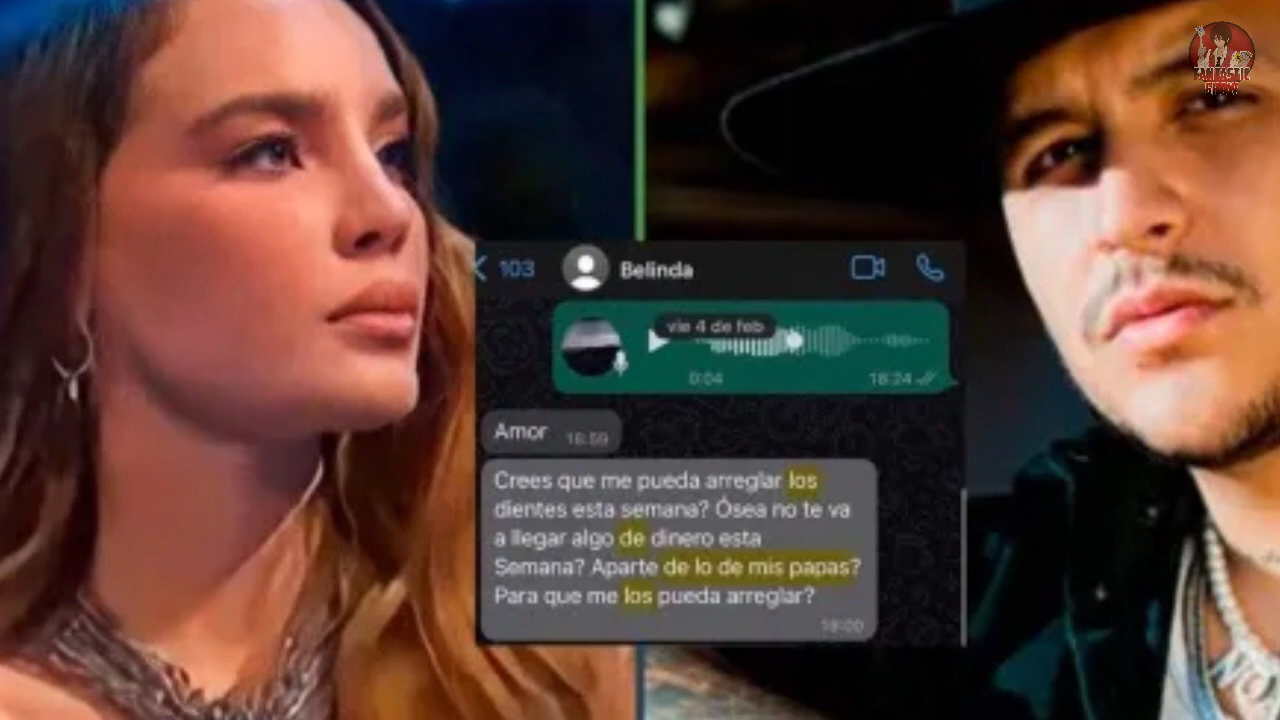 FANTASTIC
103 Belinda
vie 4 de feb
0:04 18:24
Amor 18:59
Crees que me pueda arreglar los
dientes esta semana? Ósea no te va
a llegar algo de dinero esta
Semana? Aparte de lo de mis papas?
Para que me los pueda arreglar?